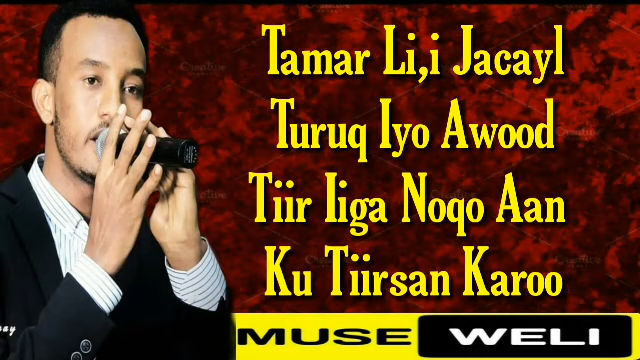 Tamar Li,i Jacayl
Turuq Iyo Awood
Tiir Iiga Noqo Aan
Ku Tiirsan Karoo
MUSE WELI